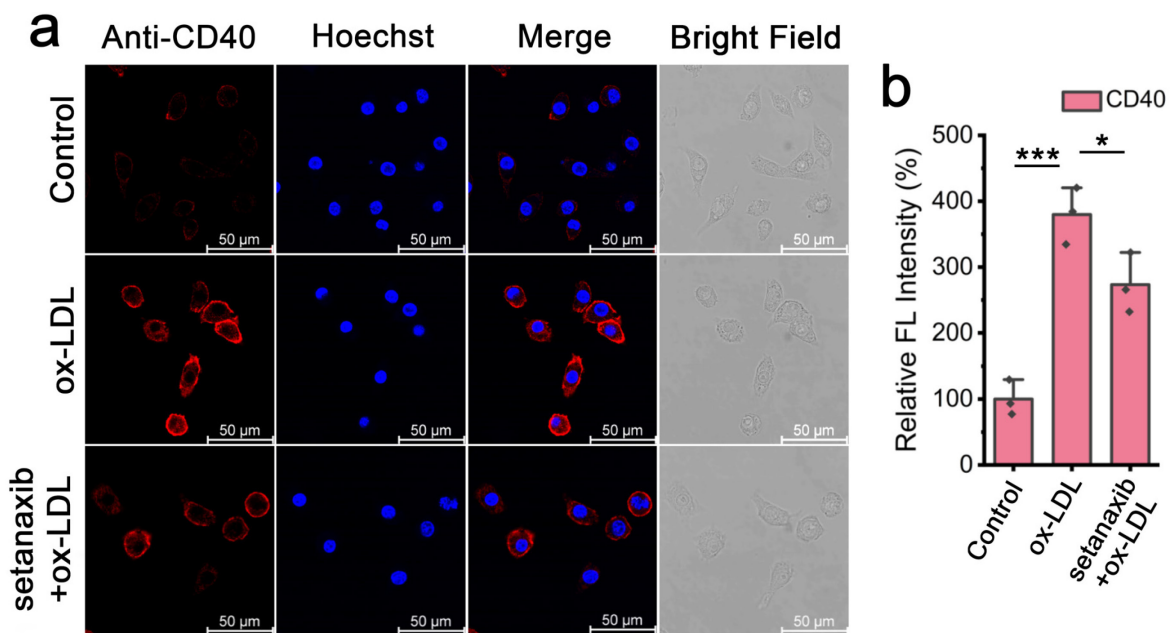 a
Anti-CD40 Hoechst Merge Bright Field
Control
50 µm 50 µm 50 µm 50 µm
ox-LDL
50 µm 50 µm 50 µm 50 µm
setanaxib
+ox-LDL
50 µm 50 µm 50 µm 50 µm
b
CD40
Relative FL Intensity (%)
500
400
300
200
100
0
*** *
Control
ox-LDL
setanaxib
+ox-LDL